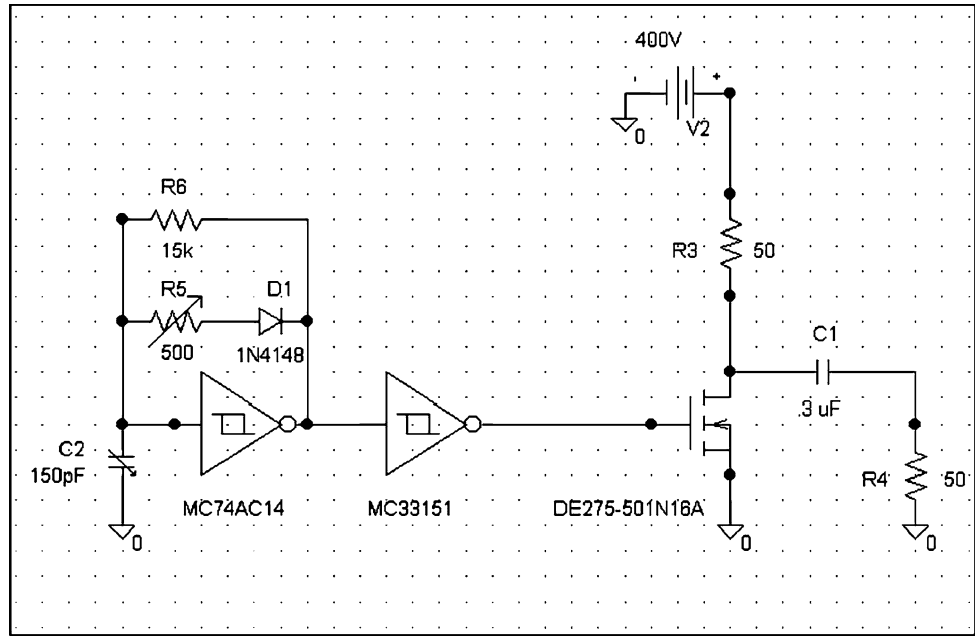 400V
- +
0 V2
R6
15k
R3 50
R5 D1
500 1N4148
C1
.3 uF
C2
150pF
R4 50
MC74AC14 MC33151 DE275-501N16A
0 0 0